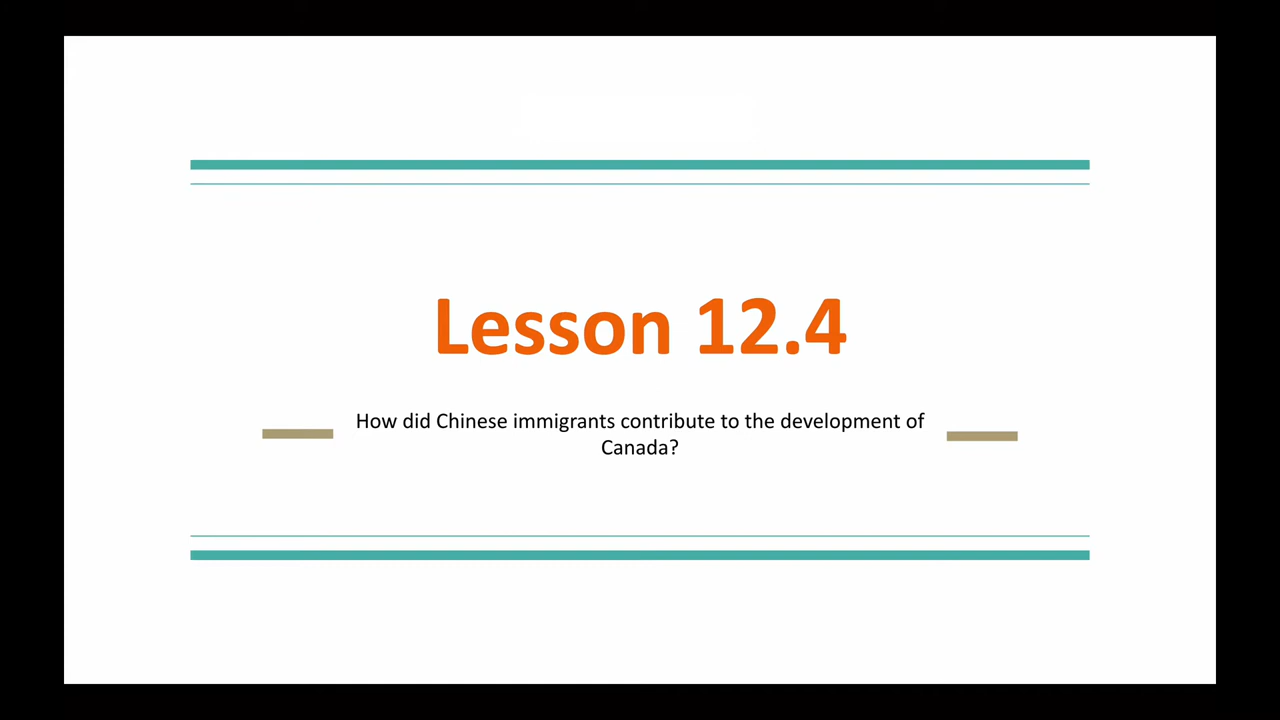 Lesson 12.4
How did Chinese immigrants contribute to the development of
Canada?